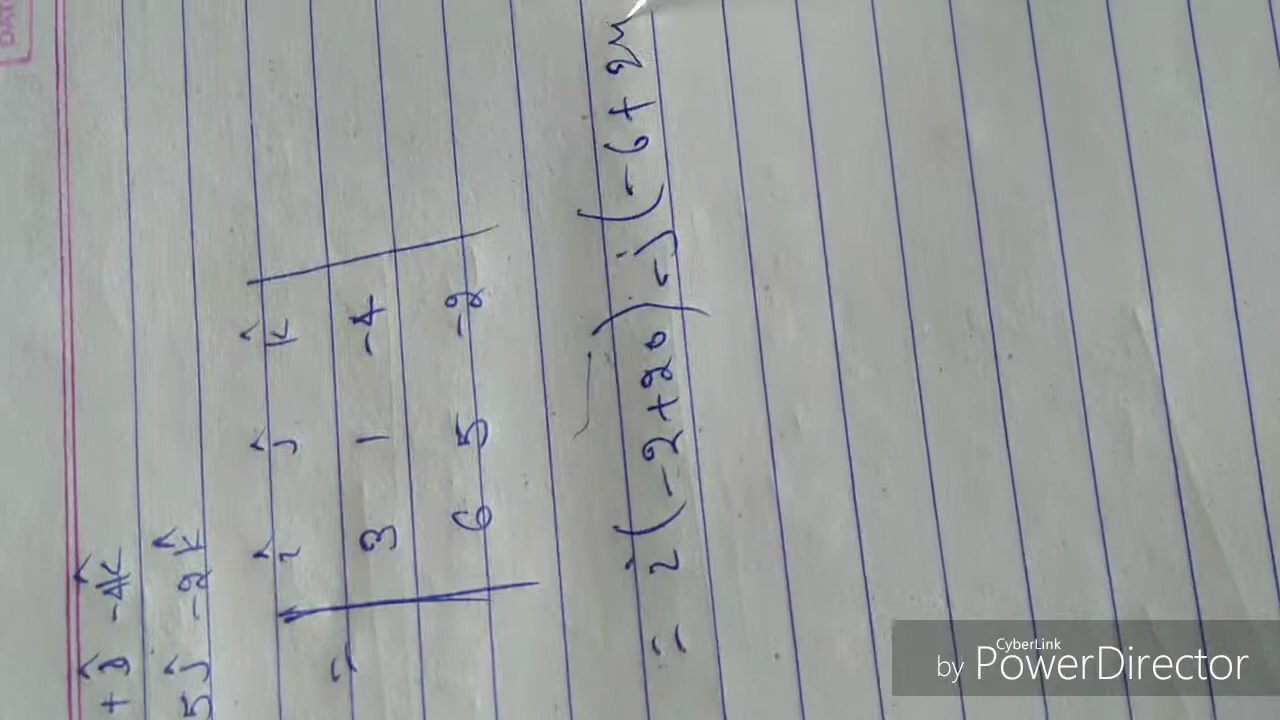 + ĵ -4k̂
5ĵ -2k̂
î ĵ k̂
= 3 1 -4
6 5 -2
= i(-2+20) -j(-6+24
CyberLink
by PowerDirector